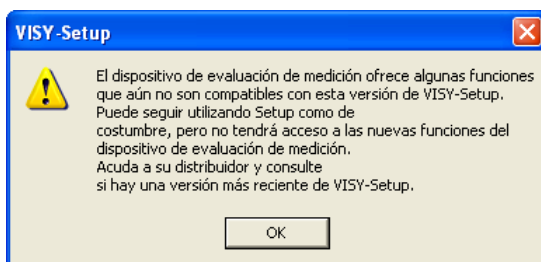 VISY-Setup
El dispositivo de evaluación de medición ofrece algunas funciones
que aún no son compatibles con esta versión de VISY-Setup.
Puede seguir utilizando Setup como de
costumbre, pero no tendrá acceso a las nuevas funciones del
dispositivo de evaluación de medición.
Acuda a su distribuidor y consulte
si hay una versión más reciente de VISY-Setup.
OK